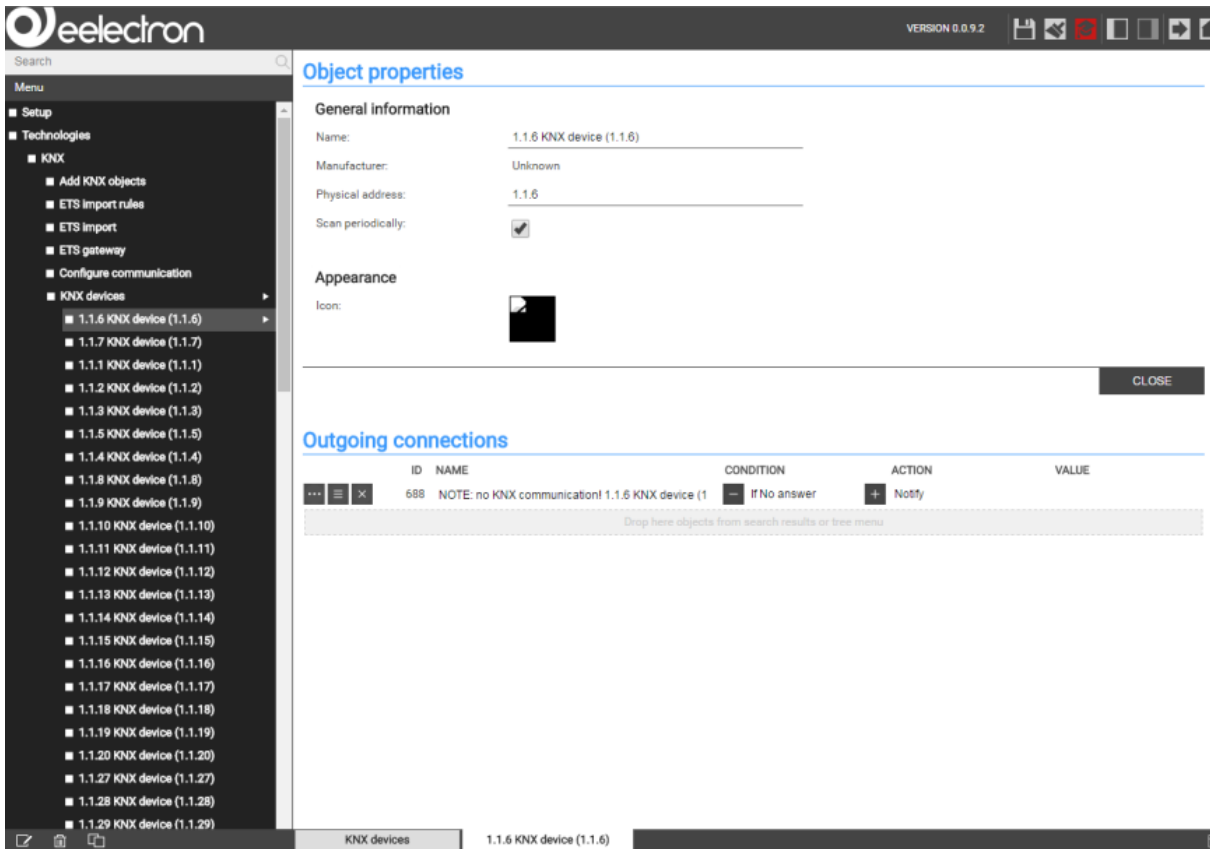 eelectron
VERSION 0.0.9.2
Search
Menu
Setup
Technologies
KNX
Add KNX objects
ETS import rules
ETS import
ETS gateway
Configure communication
KNX devices
1.1.6 KNX device (1.1.6)
1.1.7 KNX device (1.1.7)
1.1.1 KNX device (1.1.1)
1.1.2 KNX device (1.1.2)
1.1.3 KNX device (1.1.3)
1.1.5 KNX device (1.1.5)
1.1.4 KNX device (1.1.4)
1.1.8 KNX device (1.1.8)
1.1.9 KNX device (1.1.9)
1.1.10 KNX device (1.1.10)
1.1.11 KNX device (1.1.11)
1.1.12 KNX device (1.1.12)
1.1.13 KNX device (1.1.13)
1.1.14 KNX device (1.1.14)
1.1.15 KNX device (1.1.15)
1.1.16 KNX device (1.1.16)
1.1.17 KNX device (1.1.17)
1.1.18 KNX device (1.1.18)
1.1.19 KNX device (1.1.19)
1.1.20 KNX device (1.1.20)
1.1.27 KNX device (1.1.27)
1.1.28 KNX device (1.1.28)
1.1.29 KNX device (1.1.29)
Object properties
General information
Name: 1.1.6 KNX device (1.1.6)
Manufacturer: Unknown
Physical address: 1.1.6
Scan periodically:
Appearance
Icon:
CLOSE
Outgoing connections
ID NAME CONDITION ACTION VALUE
688 NOTE: no KNX communication! 1.1.6 KNX device (1 If No answer Notify
Drop here objects from search results or tree menu
KNX devices 1.1.6 KNX device (1.1.6)